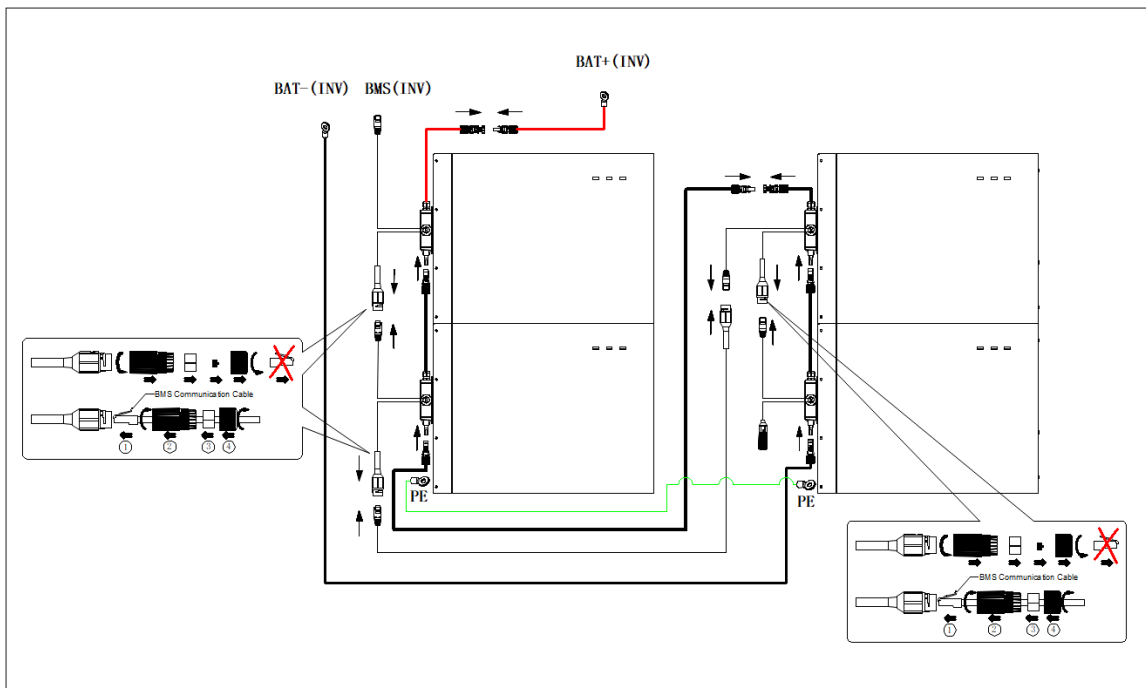 BAT+(INV)
BAT-(INV) BMS(INV)
BMS Communication Cable
1 2 3 4
PE
PE
BMS Communication Cable
1 2 3 4